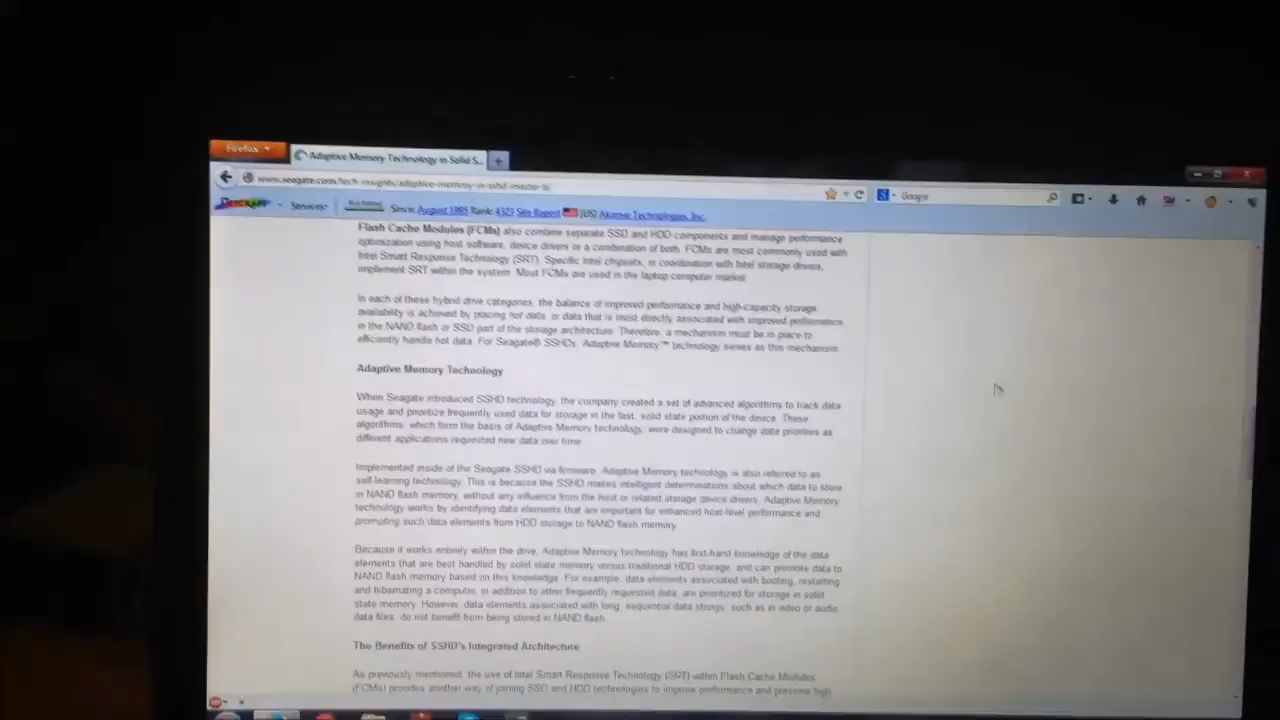 Firefox
Adaptive Memory Technology in Solid S...
www.seagate.com/tech-insights/adaptive-memory-in-solid-
Google
NETCRAFT Services Since: August 1995 Rank: 4321 Site Report [US] Akamai Technologies, Inc.
Flash Cache Modules (FCMs) also combine separate SSD and HDD components and manage performance
optimization using host software, device drivers or a combination of both. FCMs are most commonly used with
Intel Smart Response Technology (SRT). Specific Intel chipsets, in coordination with Intel storage drivers,
implement SRT within the system. Most FCMs are used in the laptop computer market.
In each of these hybrid drive categories, the balance of improved performance and high-capacity storage
availability is achieved by placing hot data, or data that is most directly associated with improved performance
in the NAND flash or SSD part of the storage architecture. Therefore, a mechanism must be in place to
efficiently handle hot data. For Seagate® SSHDs, Adaptive Memory™ technology serves as this mechanism.
Adaptive Memory Technology
When Seagate introduced SSHD technology, the company created a set of advanced algorithms to track data
usage and prioritize frequently used data for storage in the fast, solid state portion of the device. These
algorithms, which form the basis of Adaptive Memory technology, were designed to change data priorities as
different applications requested new data over time.
Implemented inside of the Seagate SSHD via firmware, Adaptive Memory technology is also referred to as
self-learning technology. This is because the SSHD makes intelligent determinations about which data to store
in NAND flash memory, without any influence from the host or related storage device drivers. Adaptive Memory
technology works by identifying data elements that are important for enhanced host-level performance and
promoting such data elements from HDD storage to NAND flash memory.
Because it works entirely within the drive, Adaptive Memory technology has first-hand knowledge of the data
elements that are best handled by solid state memory versus traditional HDD storage, and can promote data to
NAND flash memory based on this knowledge. For example, data elements associated with booting, restarting
and hibernating a computer, in addition to other frequently requested data, are prioritized for storage in solid
state memory. However, data elements associated with long, sequential data strings, such as in video or audio
data files, do not benefit from being stored in NAND flash.
The Benefits of SSHD's Integrated Architecture
As previously mentioned, the use of Intel Smart Response Technology (SRT) within Flash Cache Modules
(FCMs) provides another way of joining SSD and HDD technologies to improve performance and preserve high